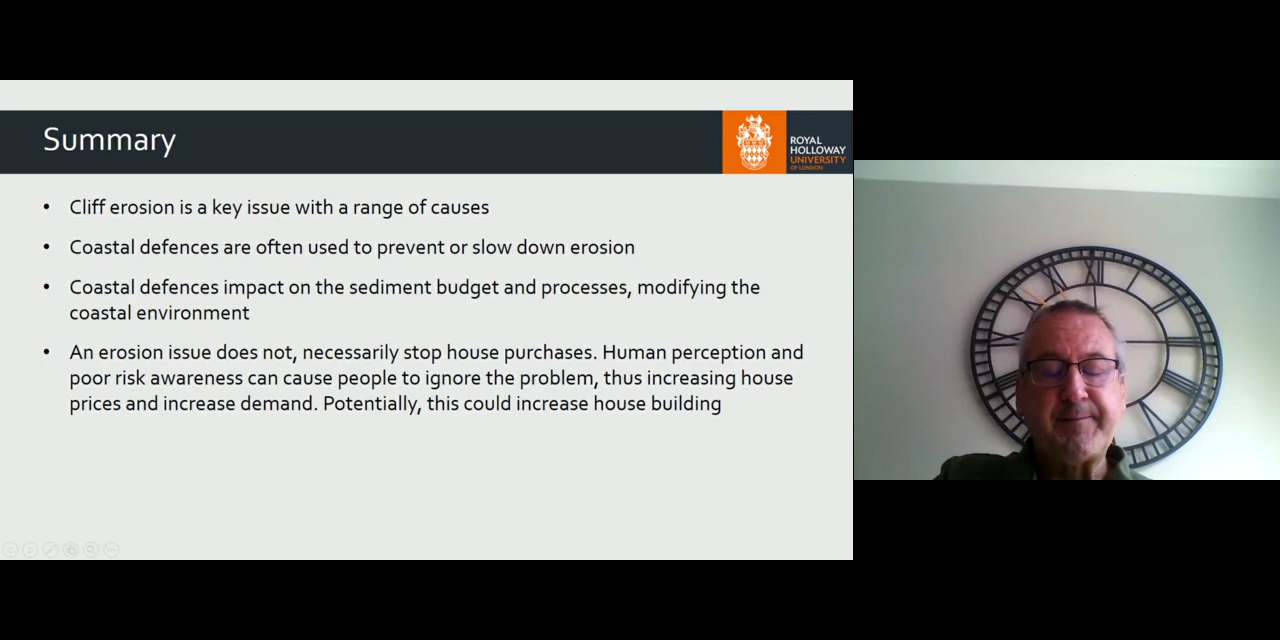 Summary
ROYAL
HOLLOWAY
UNIVERSITY
OF LONDON
• Cliff erosion is a key issue with a range of causes
• Coastal defences are often used to prevent or slow down erosion
• Coastal defences impact on the sediment budget and processes, modifying the
coastal environment
• An erosion issue does not, necessarily stop house purchases. Human perception and
poor risk awareness can cause people to ignore the problem, thus increasing house
prices and increase demand. Potentially, this could increase house building